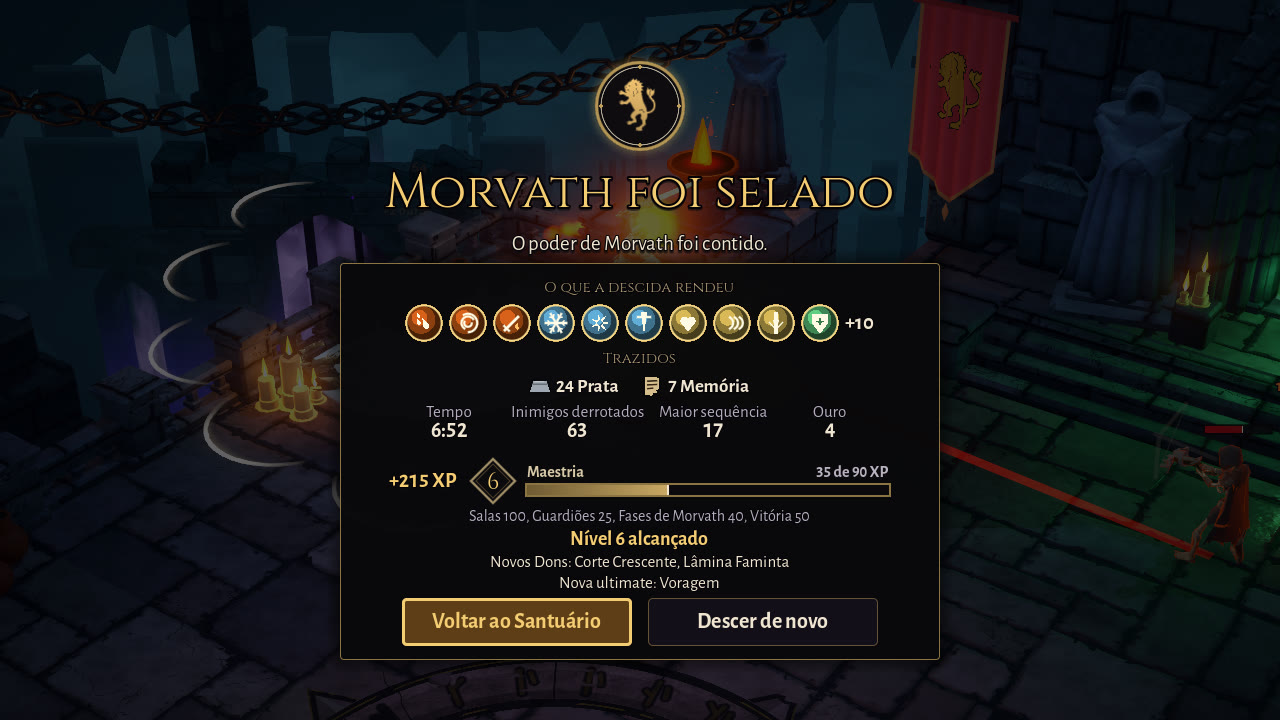 Morvath foi selado
O poder de Morvath foi contido.
O que a descida rendeu
+10
Trazidos
24 Prata 7 Memória
Tempo Inimigos derrotados Maior sequência Ouro
6:52 63 17 4
Maestria 35 de 90 XP
+215 XP 6
Salas 100, Guardiões 25, Fases de Morvath 40, Vitória 50
Nível 6 alcançado
Novos Dons: Corte Crescente, Lâmina Faminta
Nova ultimate: Voragem
Voltar ao Santuário Descer de novo